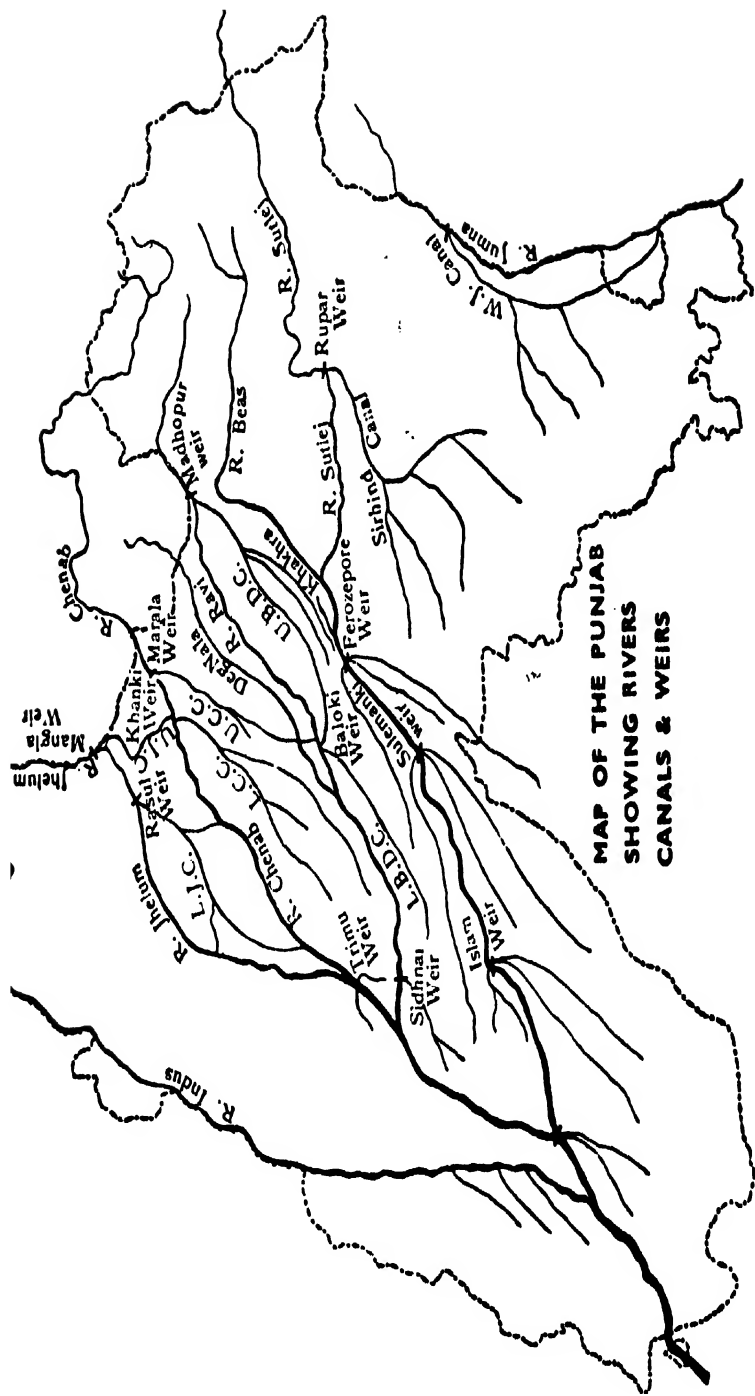 R. Jhelum
Mangla
Weir
R. Chenab
Khanki
Weir
Marala
Weir
Madhopur
weir
Rasul
Weir
U.J.C.
U.C.C.
Deg Nala
R. Ravi
U.B.D.C.
R. Beas
R. Sutlej
Rupar
Weir
R. Sutlej
Khakhra
Ferozepore
Weir
Sirhind Canal
W.J. Canal
R. Jumna
R. Jhelum
L.J.C.
L.C.C.
R. Chenab
Baloki
Weir
Sulemanki
weir
L.B.D.C.
Trimu
Weir
Sidhnai
Weir
Islam
Weir
R. Indus
MAP OF THE PUNJAB
SHOWING RIVERS
CANALS & WEIRS